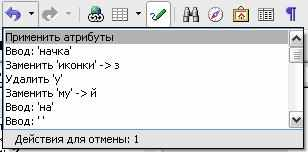 Применить атрибуты
Ввод: 'начка'
Заменить 'иконки' -> з
Удалить 'у'
Заменить 'му' -> й
Ввод: 'на'
Ввод: ' '
Действия для отмены: 1